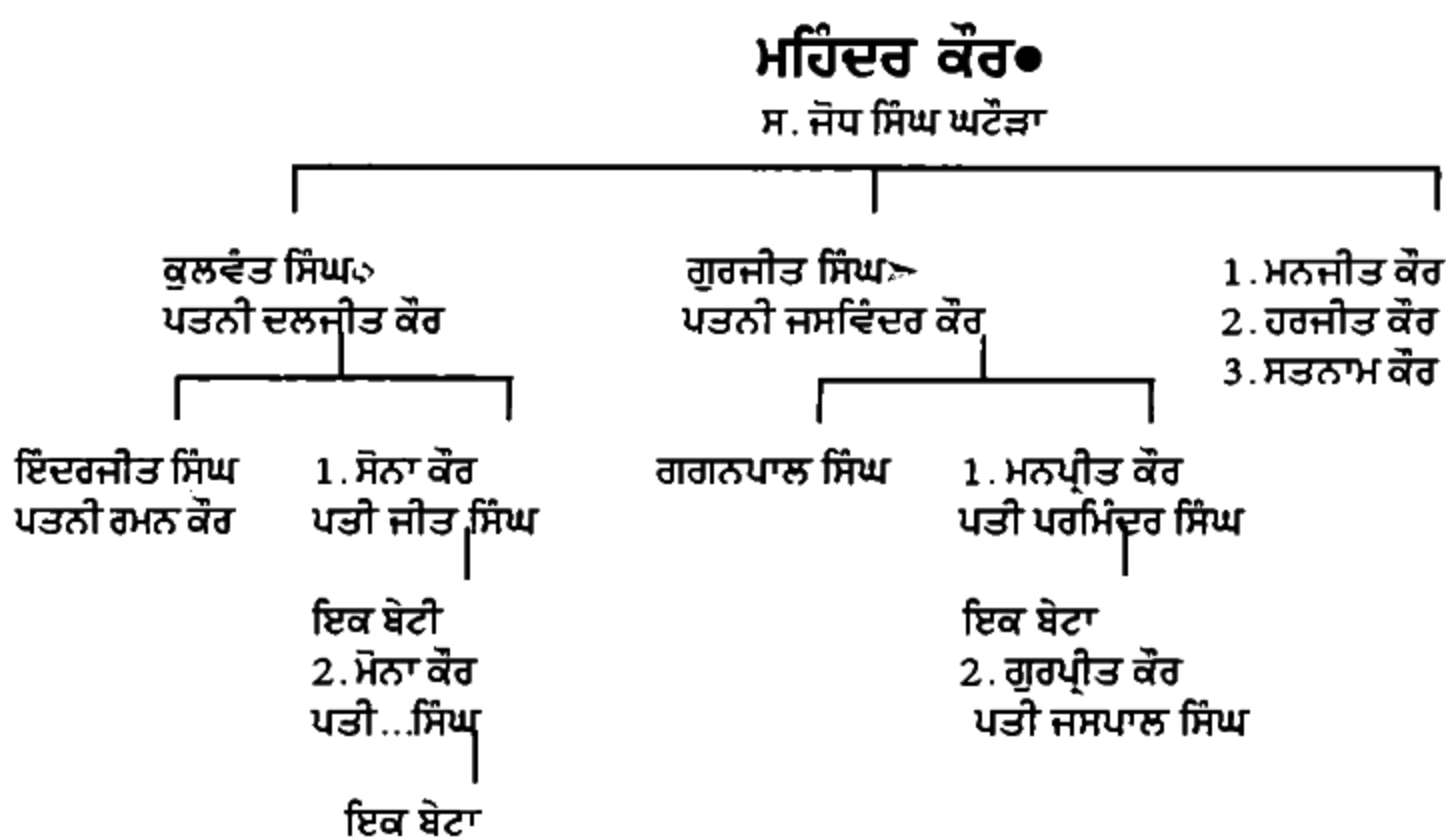 ਮਹਿੰਦਰ ਕੌਰ●
ਸ. ਜੋਧ ਸਿੰਘ ਘਟੌੜਾ
ਕੁਲਵੰਤ ਸਿੰਘ
ਪਤਨੀ ਦਲਜੀਤ ਕੌਰ
ਗੁਰਜੀਤ ਸਿੰਘ➢
ਪਤਨੀ ਜਸਵਿੰਦਰ ਕੌਰ
1. ਮਨਜੀਤ ਕੌਰ
2. ਹਰਜੀਤ ਕੌਰ
3. ਸਤਨਾਮ ਕੌਰ
ਇੰਦਰਜੀਤ ਸਿੰਘ
ਪਤਨੀ ਰਮਨ ਕੌਰ
1. ਸੋਨਾ ਕੌਰ
ਪਤੀ ਜੀਤ ਸਿੰਘ
ਇਕ ਬੇਟੀ
2. ਮੋਨਾ ਕੌਰ
ਪਤੀ...ਸਿੰਘ
ਇਕ ਬੇਟਾ
ਗਗਨਪਾਲ ਸਿੰਘ
1. ਮਨਪ੍ਰੀਤ ਕੌਰ
ਪਤੀ ਪਰਮਿੰਦਰ ਸਿੰਘ
ਇਕ ਬੇਟਾ
2. ਗੁਰਪ੍ਰੀਤ ਕੌਰ
ਪਤੀ ਜਸਪਾਲ ਸਿੰਘ